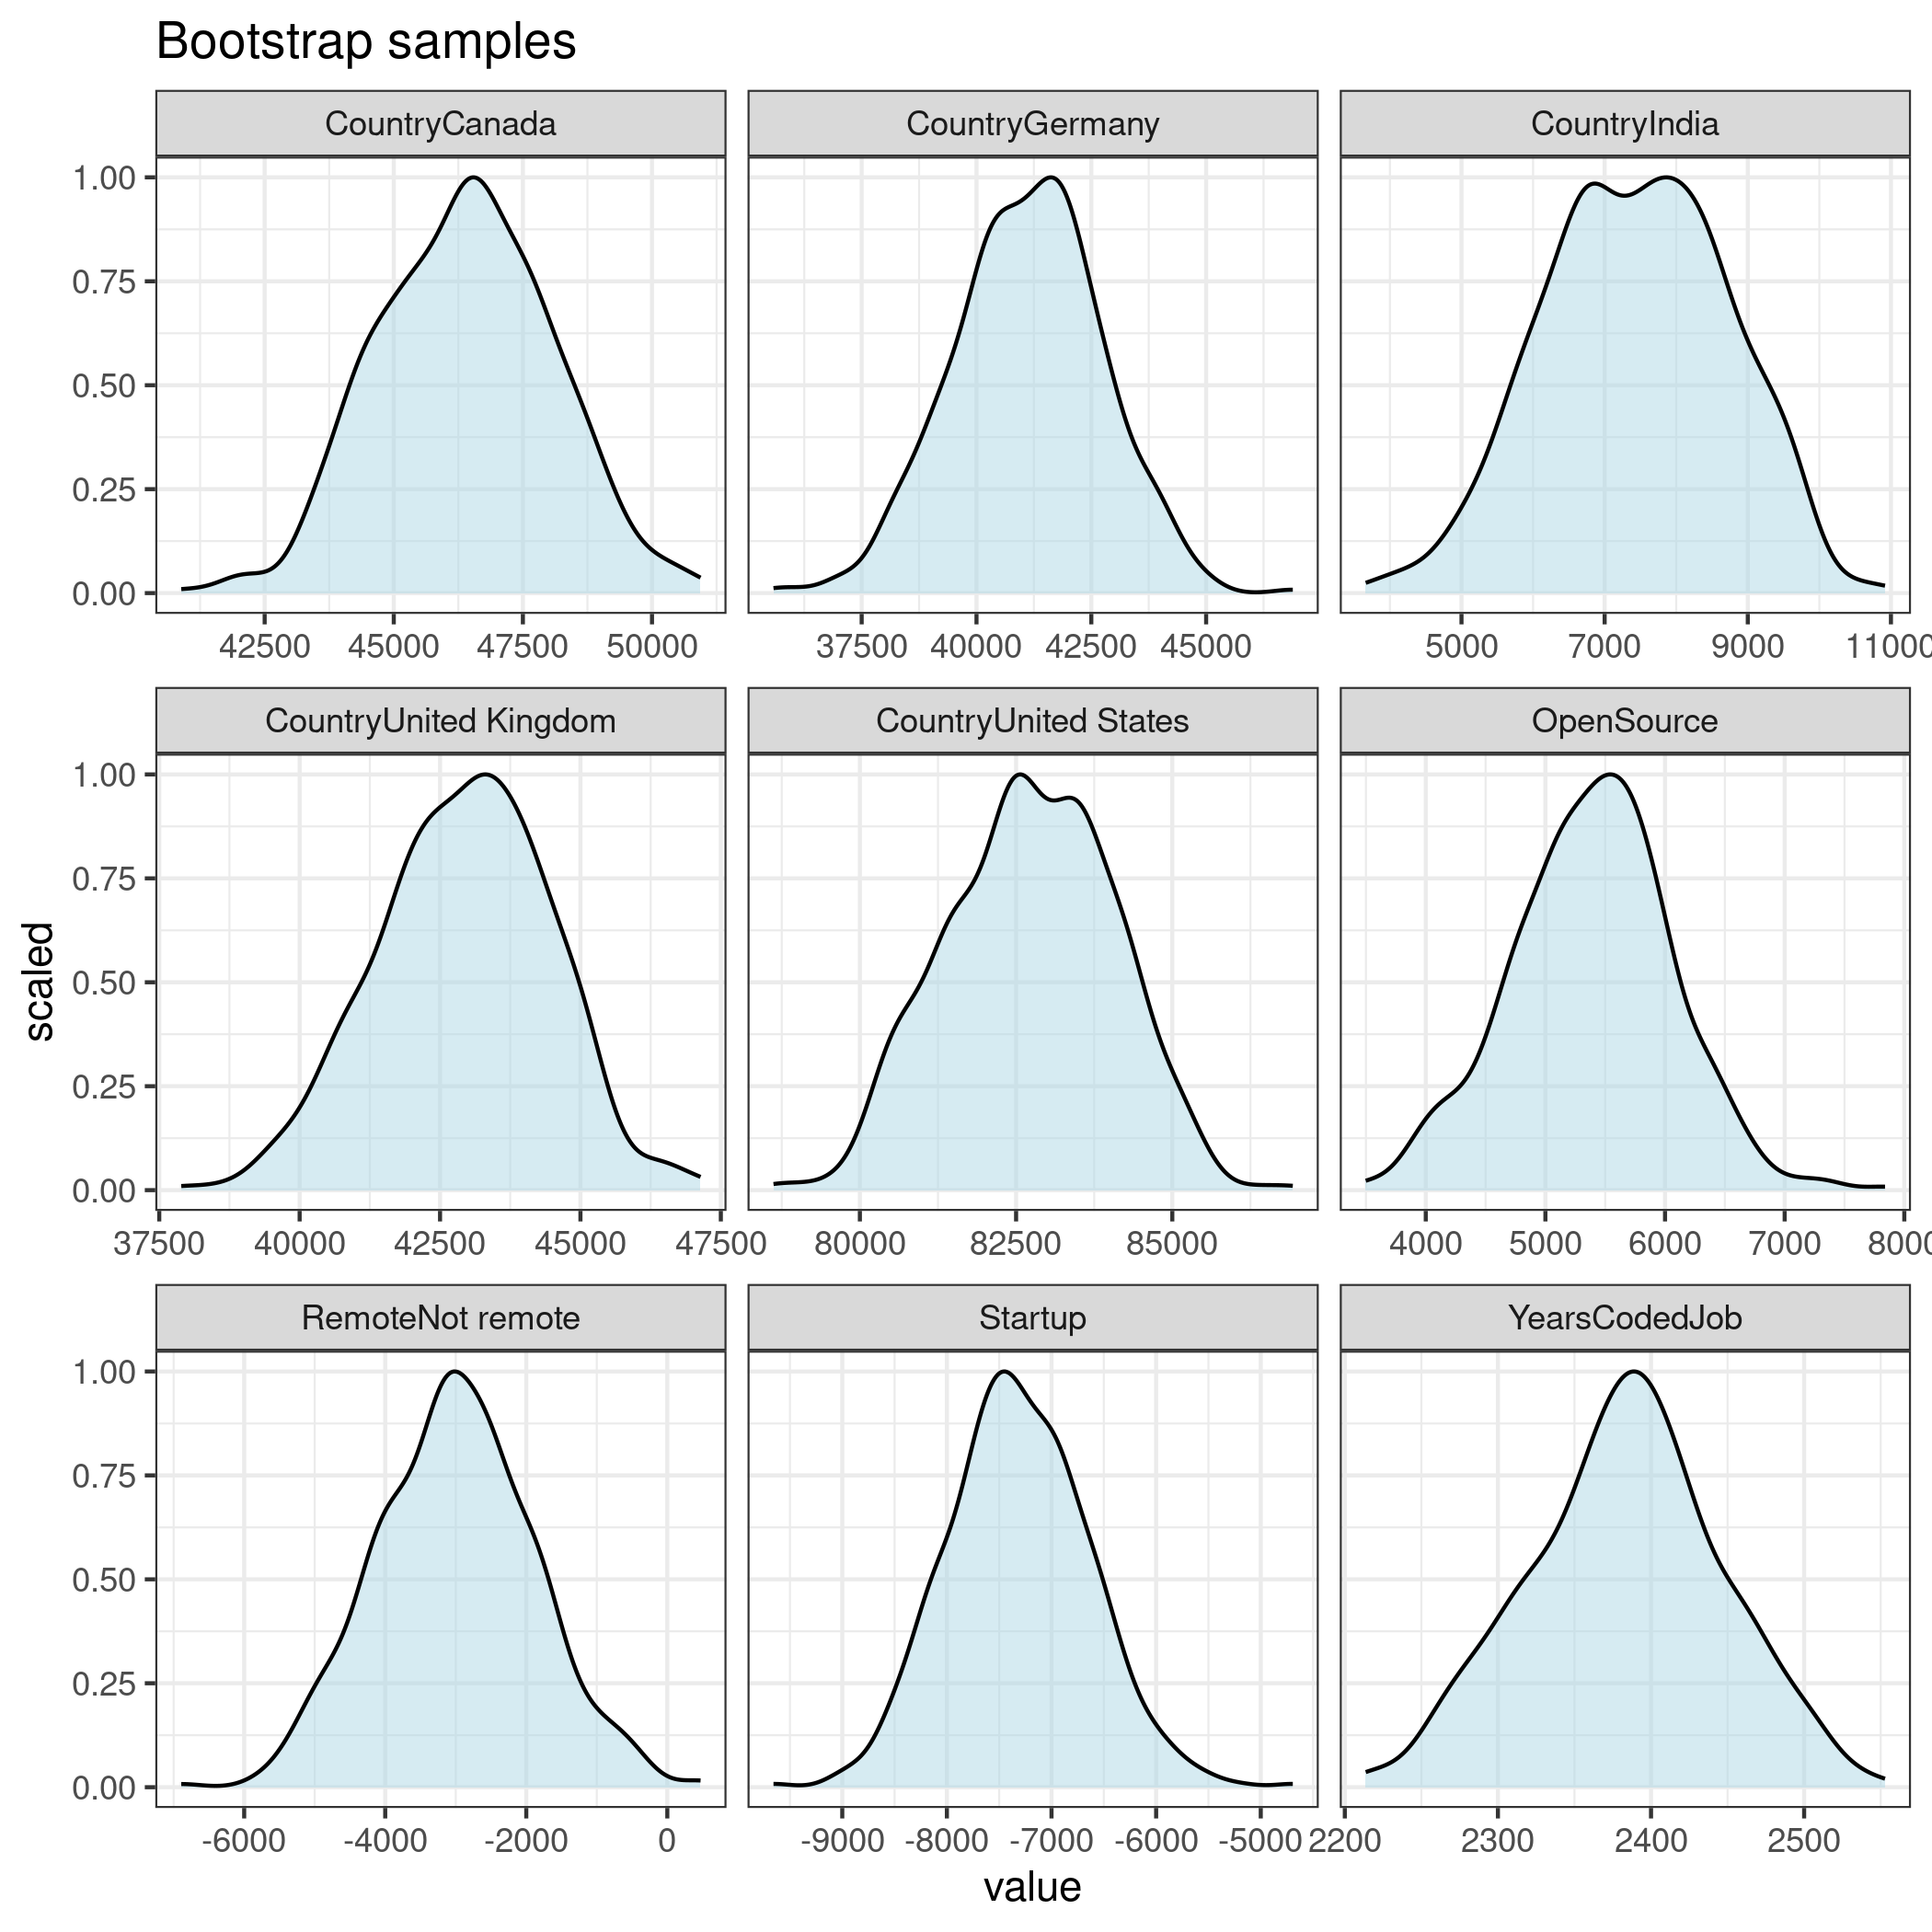 Bootstrap samples
CountryCanada CountryGermany CountryIndia
1.00
0.75
0.50
0.25
0.00
42500 45000 47500 50000 37500 40000 42500 45000 5000 7000 9000 11000
CountryUnited Kingdom CountryUnited States OpenSource
1.00
0.75
0.50
0.25
0.00
37500 40000 42500 45000 47500 80000 82500 85000 4000 5000 6000 7000 8000
scaled
RemoteNot remote Startup YearsCodedJob
1.00
0.75
0.50
0.25
0.00
-6000 -4000 -2000 0 -9000 -8000 -7000 -6000 -5000 2200 2300 2400 2500
value